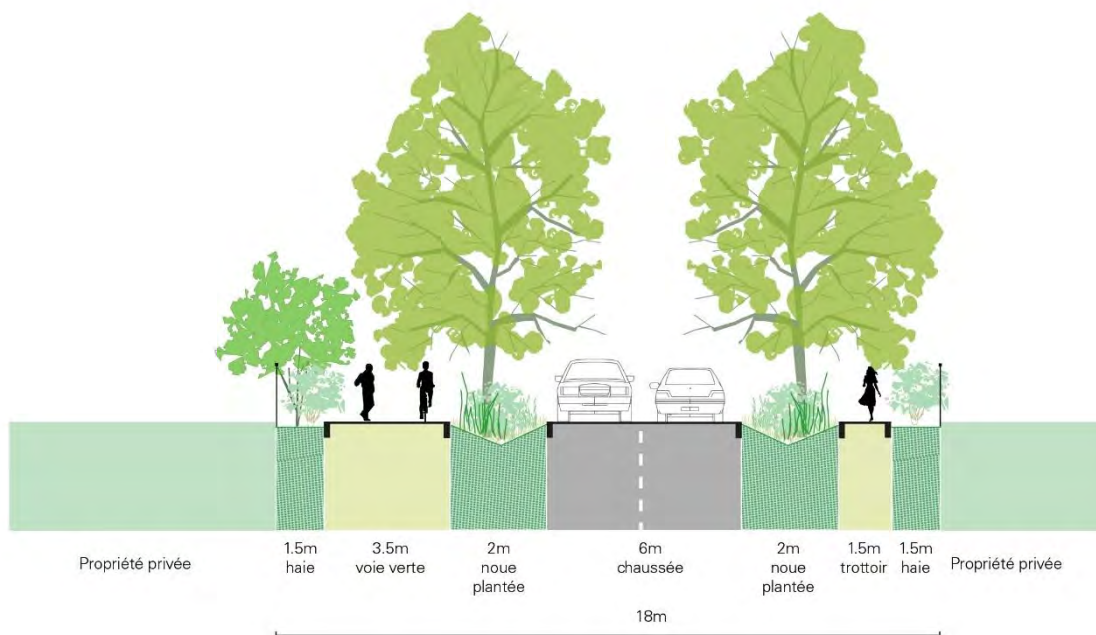 Propriété privée
1.5m
haie
3.5m
voie verte
2m
noue
plantée
6m
chaussée
2m
noue
plantée
1.5m
trottoir
1.5m
haie
Propriété privée
18m